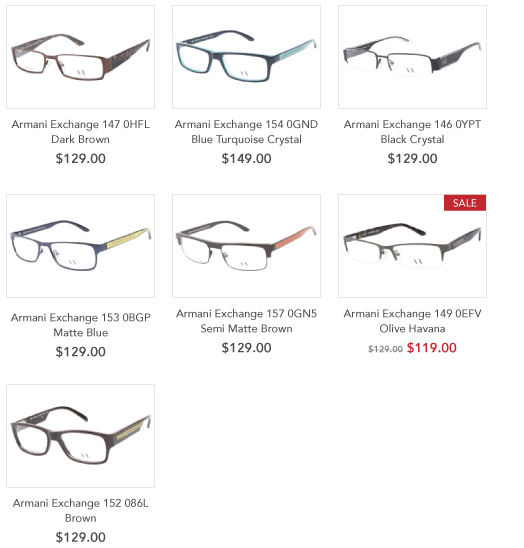 Armani Exchange 147 0HFL
Dark Brown
$129.00
Armani Exchange 154 0GND
Blue Turquoise Crystal
$149.00
Armani Exchange 146 0YPT
Black Crystal
$129.00
Armani Exchange 153 0BGP
Matte Blue
$129.00
Armani Exchange 157 0GN5
Semi Matte Brown
$129.00
SALE
Armani Exchange 149 0EFV
Olive Havana
$129.00 $119.00
Armani Exchange 152 086L
Brown
$129.00